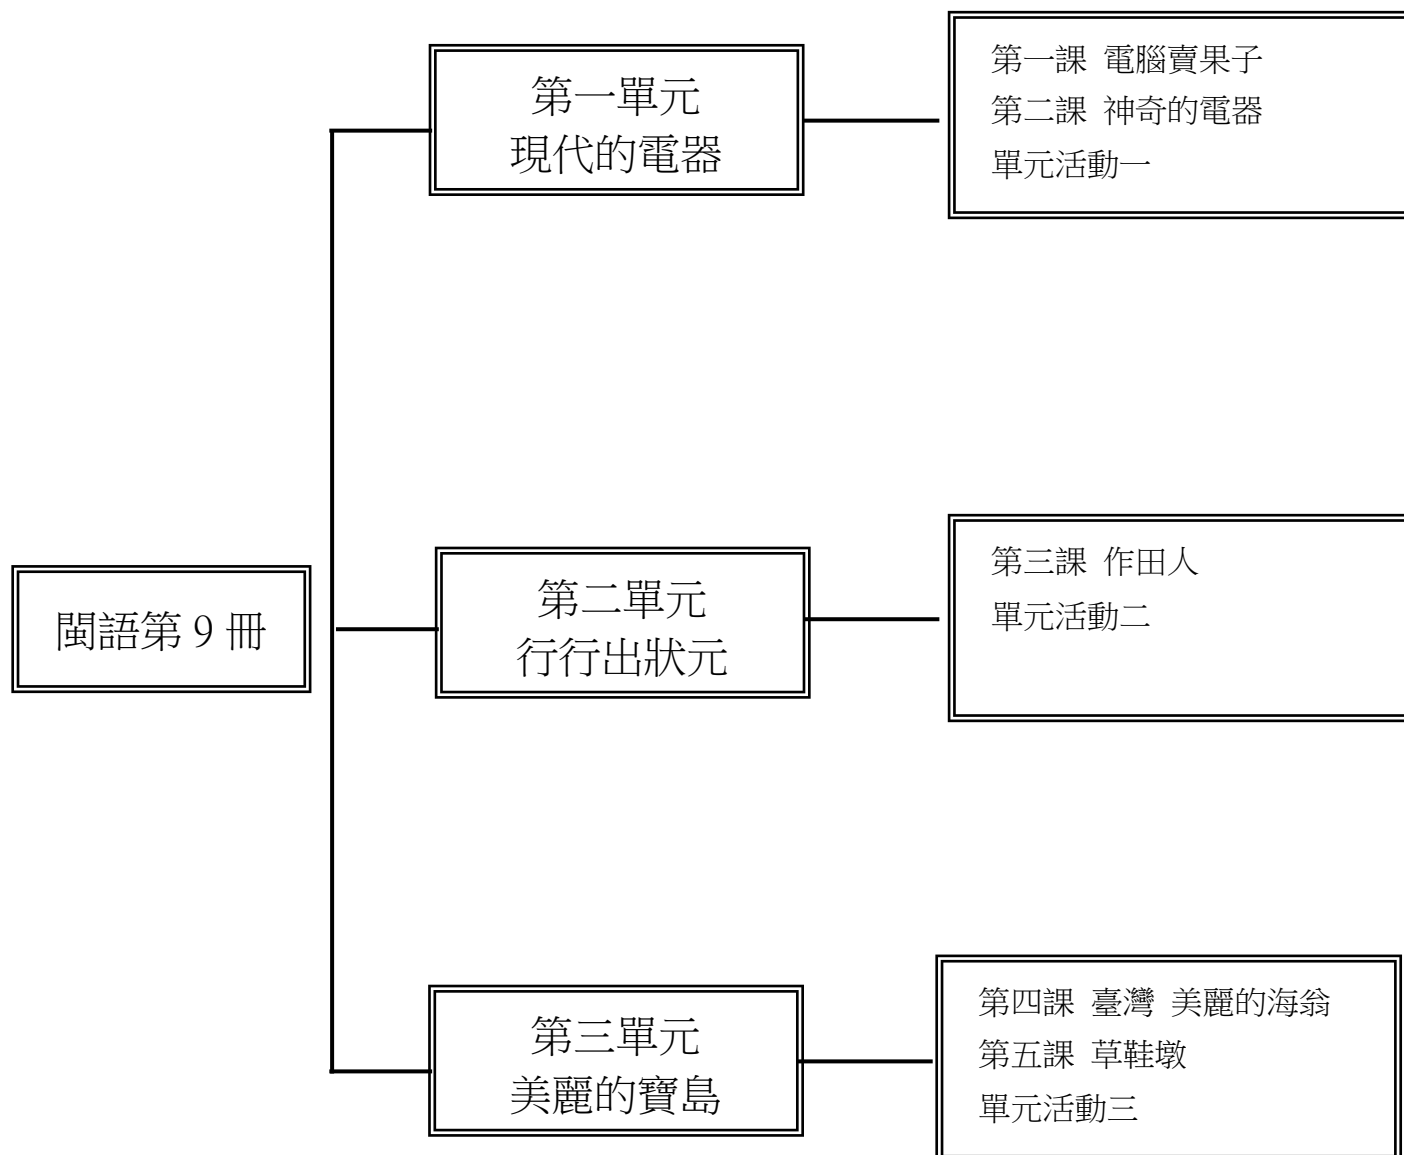 閩語第 9 冊
第一單元
現代的電器
第一課 電腦賣果子
第二課 神奇的電器
單元活動一
第二單元
行行出狀元
第三課 作田人
單元活動二
第三單元
美麗的寶島
第四課 臺灣 美麗的海翁
第五課 草鞋墩
單元活動三